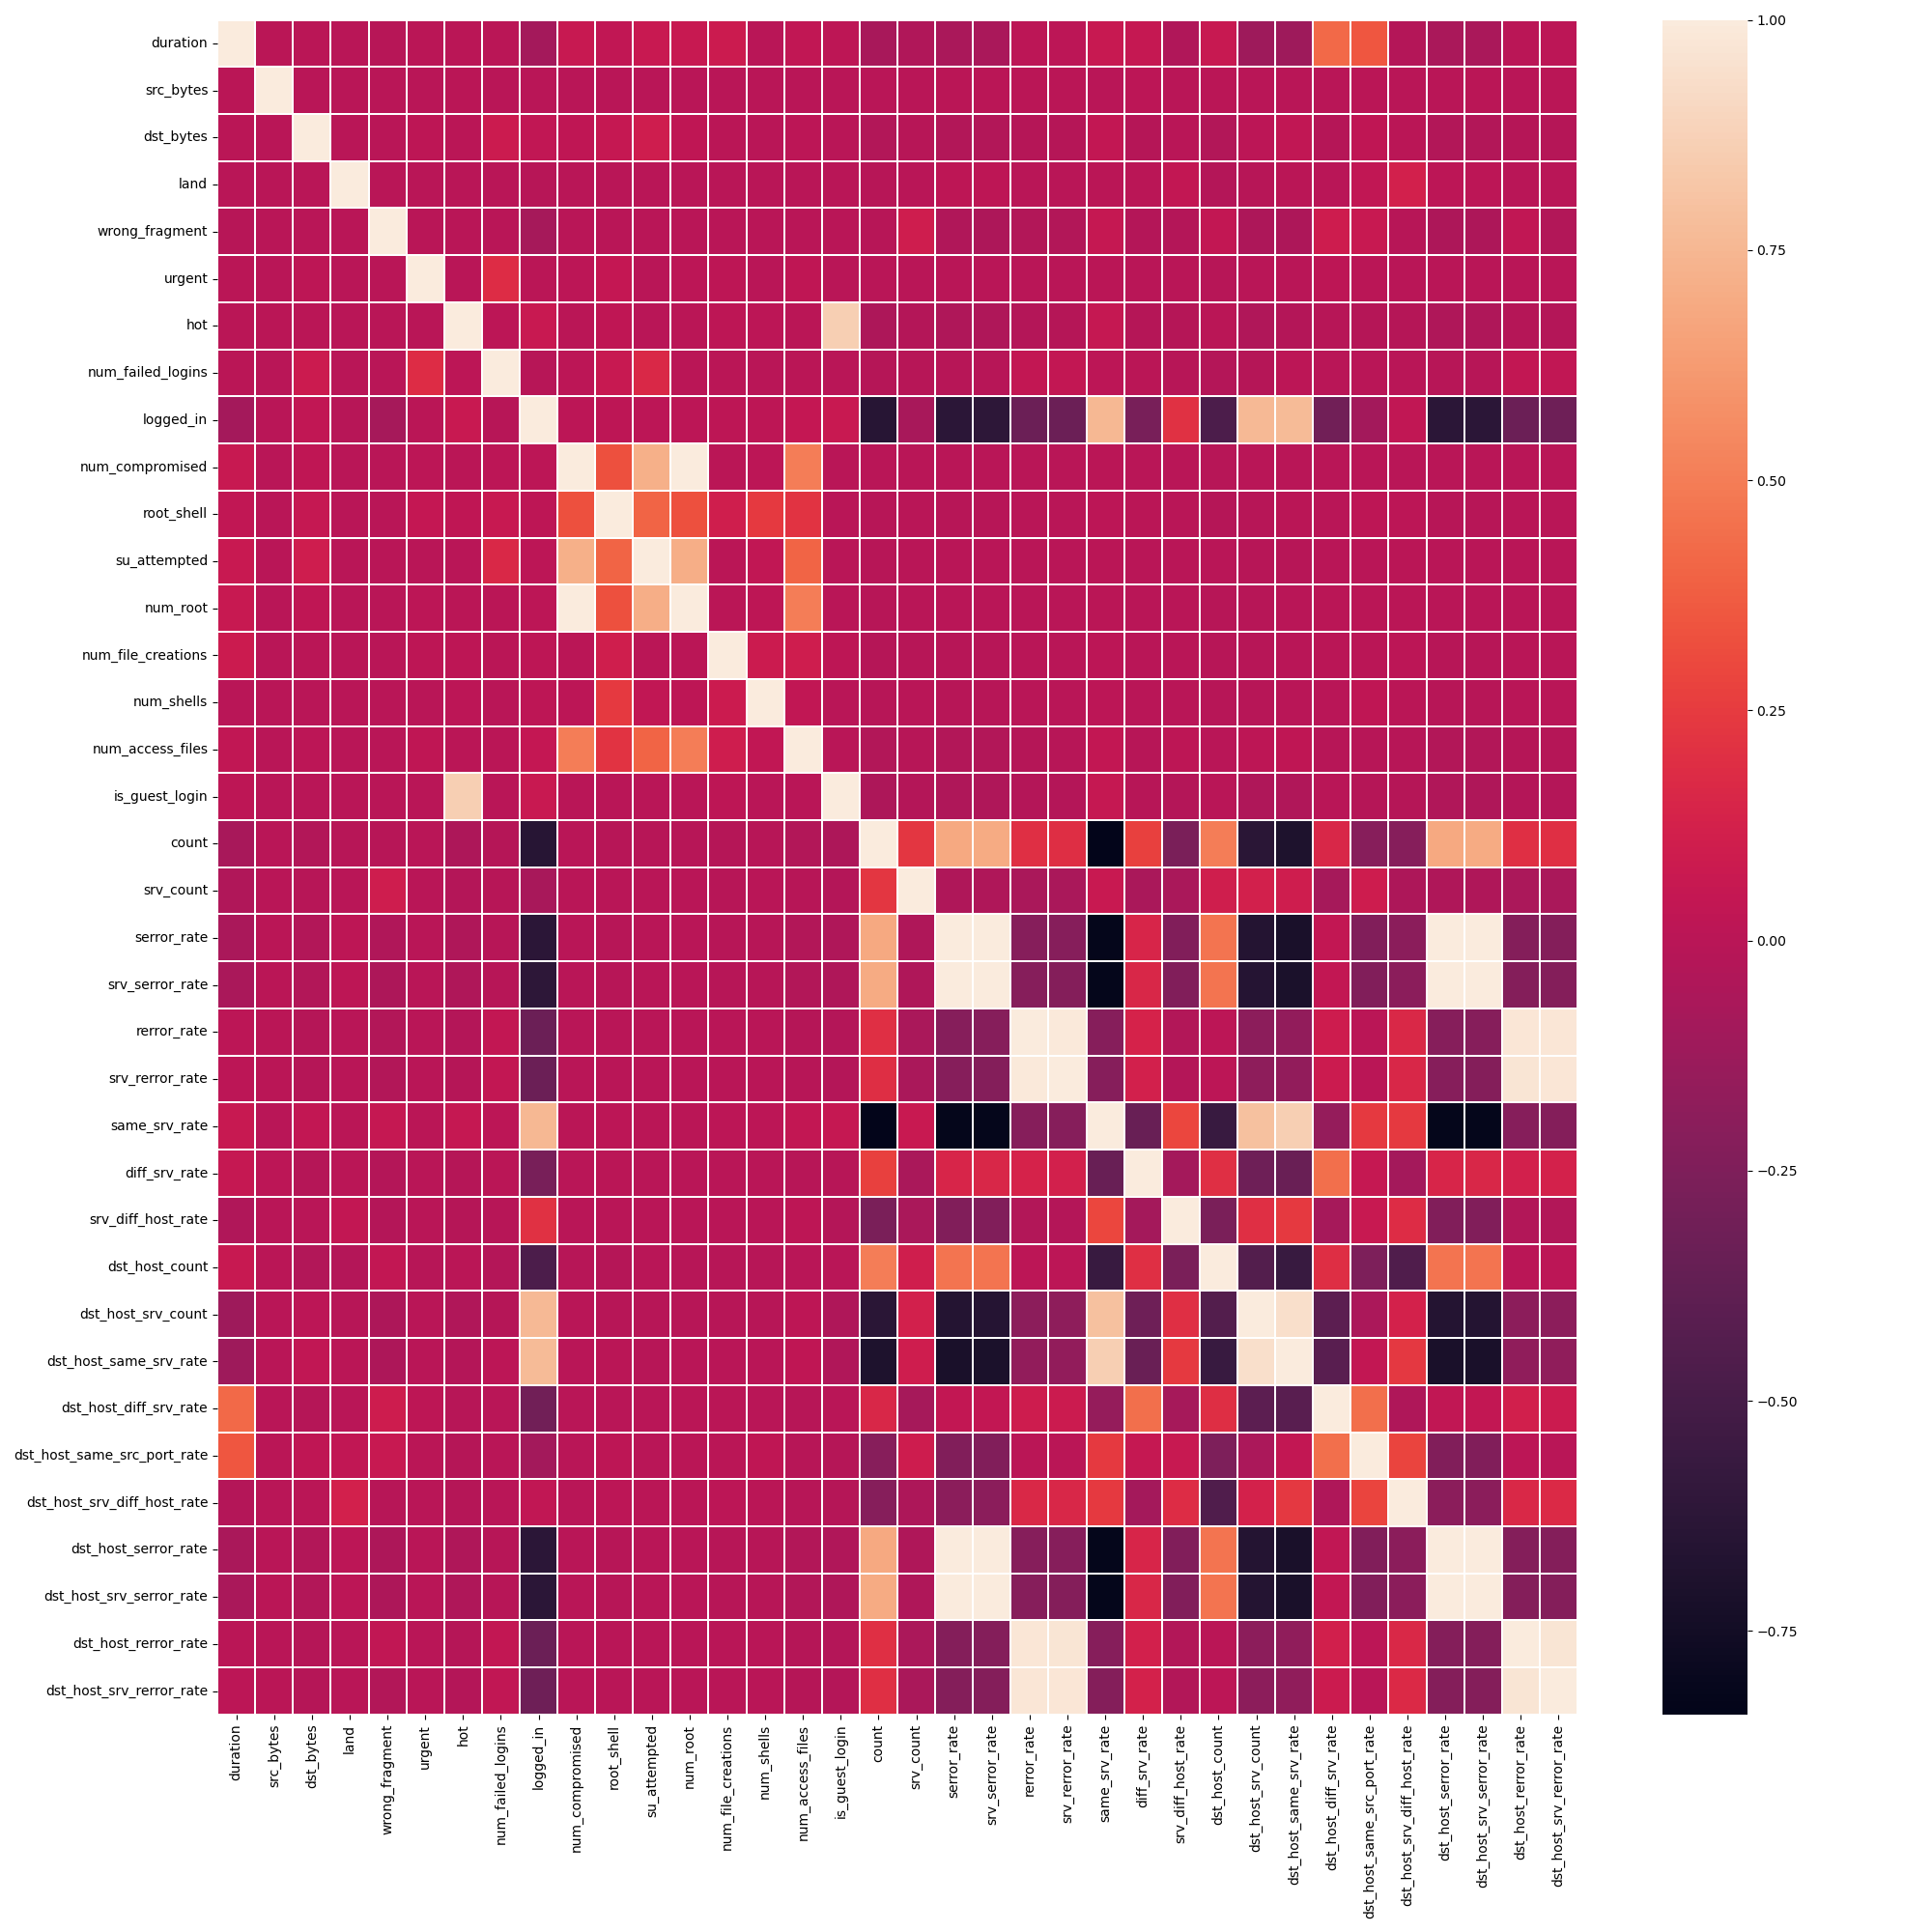 duration
src_bytes
dst_bytes
land
wrong_fragment
urgent
hot
num_failed_logins
logged_in
num_compromised
root_shell
su_attempted
num_root
num_file_creations
num_shells
num_access_files
is_guest_login
count
srv_count
serror_rate
srv_serror_rate
rerror_rate
srv_rerror_rate
same_srv_rate
diff_srv_rate
srv_diff_host_rate
dst_host_count
dst_host_srv_count
dst_host_same_srv_rate
dst_host_diff_srv_rate
dst_host_same_src_port_rate
dst_host_srv_diff_host_rate
dst_host_serror_rate
dst_host_srv_serror_rate
dst_host_rerror_rate
dst_host_srv_rerror_rate
duration
src_bytes
dst_bytes
land
wrong_fragment
urgent
hot
num_failed_logins
logged_in
num_compromised
root_shell
su_attempted
num_root
num_file_creations
num_shells
num_access_files
is_guest_login
count
srv_count
serror_rate
srv_serror_rate
rerror_rate
srv_rerror_rate
same_srv_rate
diff_srv_rate
srv_diff_host_rate
dst_host_count
dst_host_srv_count
dst_host_same_srv_rate
dst_host_diff_srv_rate
dst_host_same_src_port_rate
dst_host_srv_diff_host_rate
dst_host_serror_rate
dst_host_srv_serror_rate
dst_host_rerror_rate
dst_host_srv_rerror_rate
1.00
0.75
0.50
0.25
0.00
−0.25
−0.50
−0.75